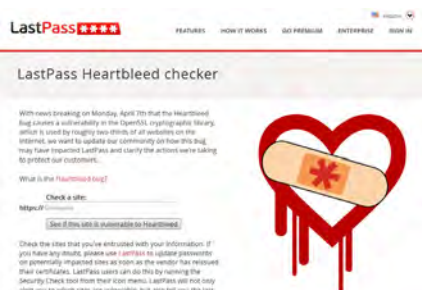 LastPass ****
FEATURES HOW IT WORKS GO PREMIUM ENTERPRISE SIGN IN
LastPass Heartbleed checker
With news breaking on Monday, April 7th that the Heartbleed
bug causes a vulnerability in the OpenSSL cryptographic library,
which is used by roughly two-thirds of all websites on the
Internet, we want to update our community on how this bug
may have impacted LastPass and clarify the actions we're taking
to protect our customers.
What is the Heartbleed bug?
Check a site:
https://
See if this site is vulnerable to Heartbleed
Check the sites that you've entrusted with your information. If
you have any doubt, please use LastPass to update passwords
on potentially impacted sites as soon as the vendor has reissued
their certificates. LastPass users can do this by running the
Security Check tool from their icon menu. LastPass will not only